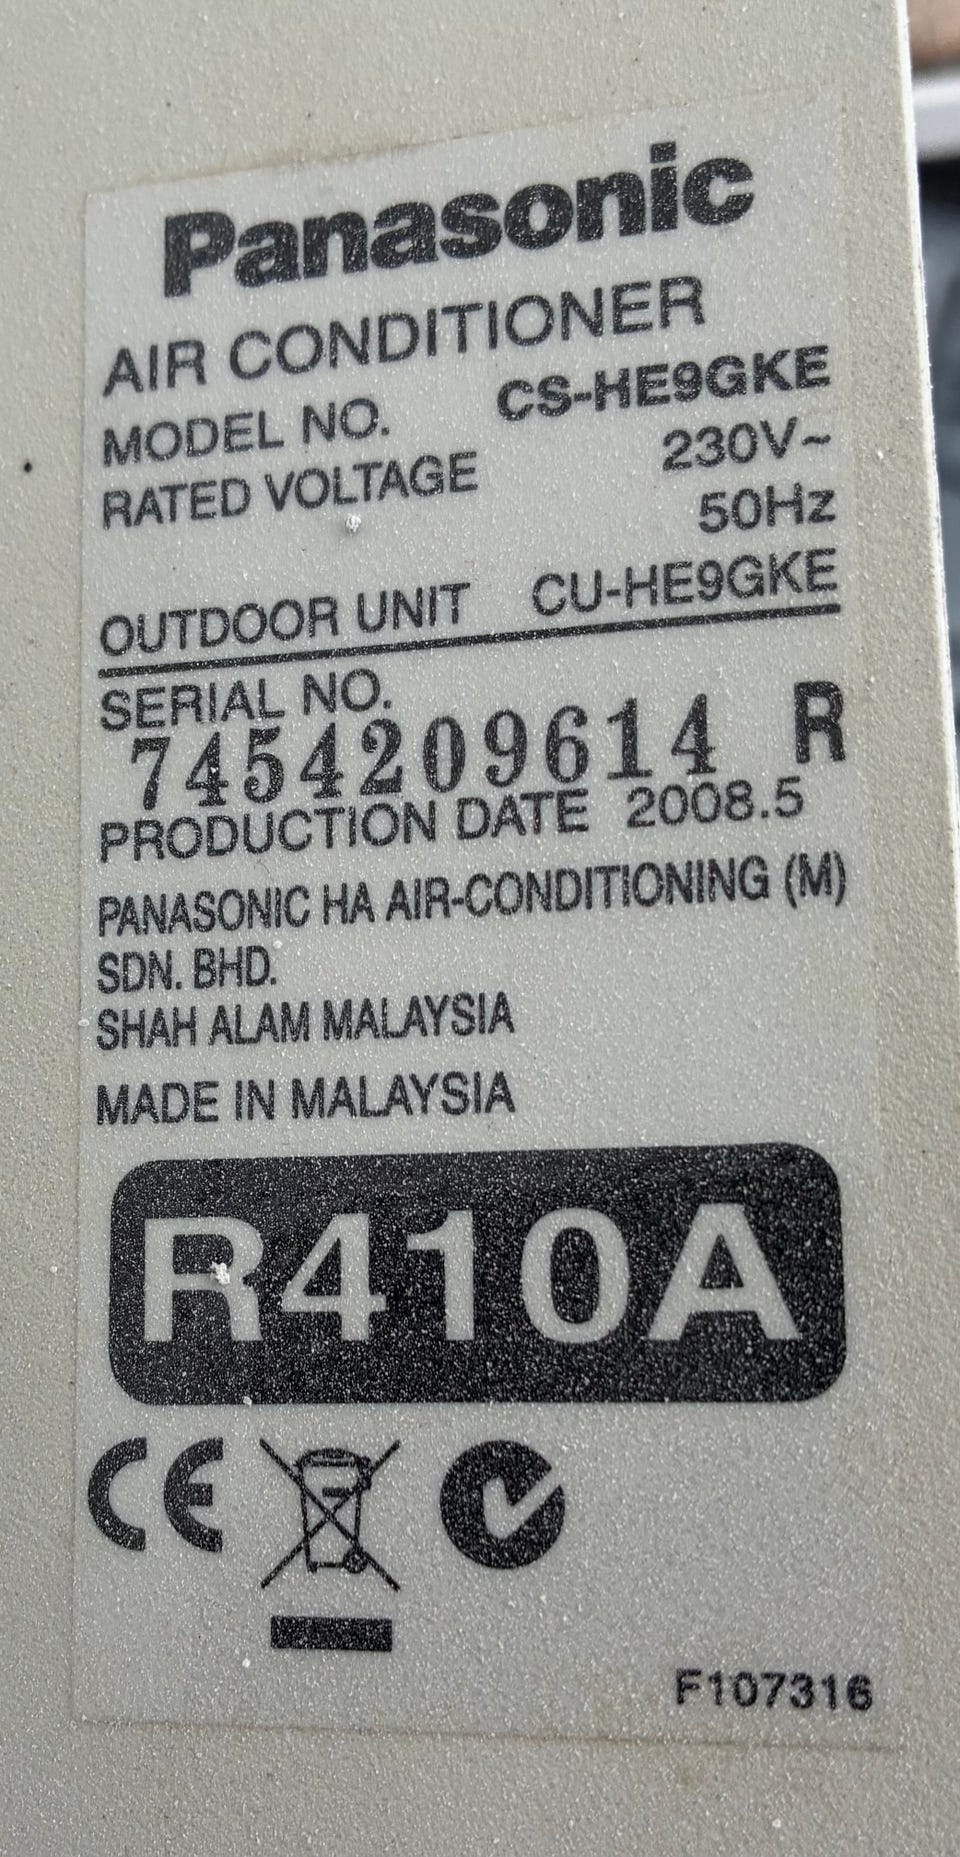 Panasonic
AIR CONDITIONER
MODEL NO. CS-HE9GKE
RATED VOLTAGE 230V~
50Hz
OUTDOOR UNIT CU-HE9GKE
SERIAL NO.
7454209614 R
PRODUCTION DATE 2008.5
PANASONIC HA AIR-CONDITIONING (M)
SDN. BHD.
SHAH ALAM MALAYSIA
MADE IN MALAYSIA
R410A
CE
F107316